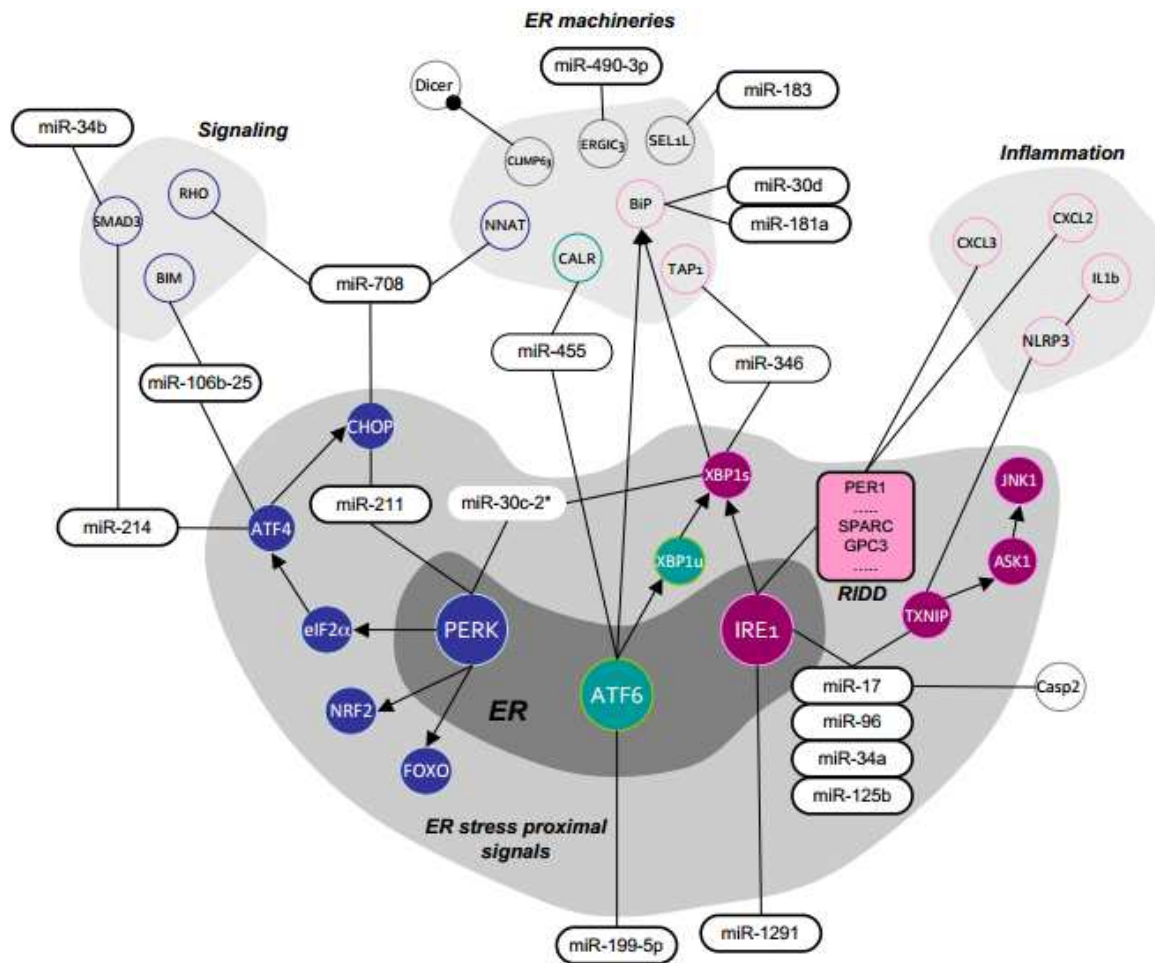 ER machineries
miR-490-3p
Dicer
miR-183
miR-34b
Signaling
CLIMP63
ERGIC3
SEL1L
Inflammation
RHO
SMAD3
BiP
miR-30d
miR-181a
NNAT
CXCL3
CXCL2
BIM
CALR
TAP1
IL1b
miR-708
NLRP3
miR-455
miR-346
miR-106b-25
CHOP
XBP1s
JNK1
PER1
.....
SPARC
GPC3
.....
miR-211
miR-30c-2*
miR-214
ATF4
XBP1u
ASK1
RIDD
TXNIP
eIF2α
PERK
IRE1
ATF6
miR-17
Casp2
NRF2
ER
miR-96
FOXO
miR-34a
miR-125b
ER stress proximal
signals
miR-199-5p
miR-1291